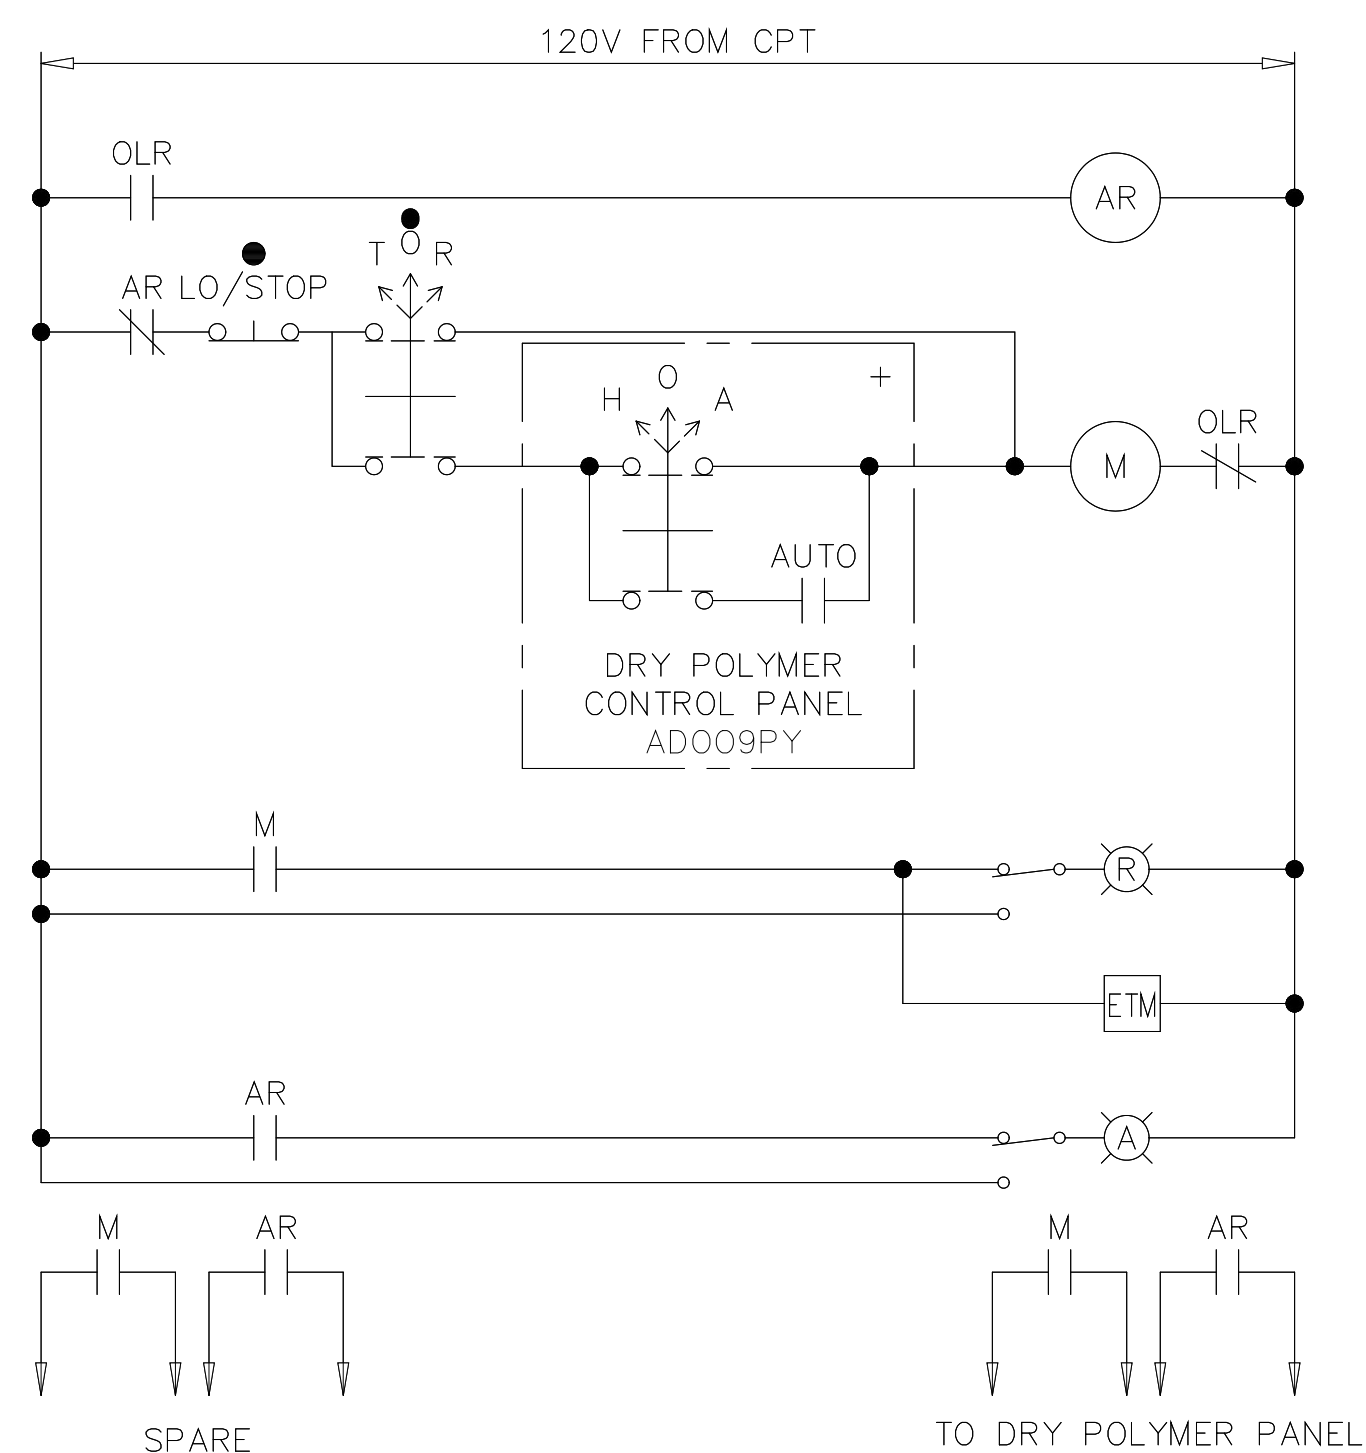 120V FROM CPT
OLR
AR
T O R
AR LO/STOP
H O A
+
OLR
M
AUTO
DRY POLYMER
CONTROL PANEL
AD009PY
M
R
ETM
AR
A
M AR M AR
SPARE
TO DRY POLYMER PANEL